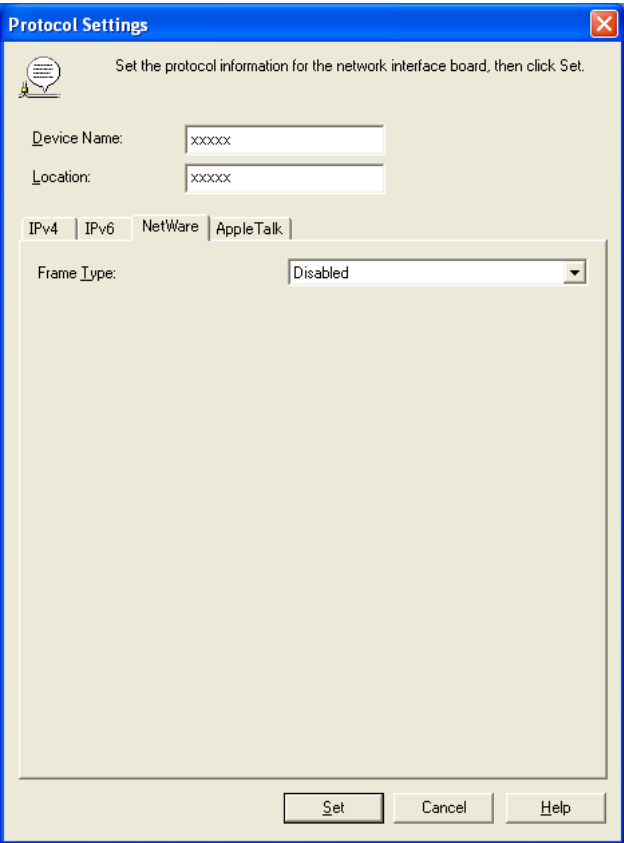 Protocol Settings
Set the protocol information for the network interface board, then click Set.
Device Name: xxxxx
Location: xxxxx
IPv4 IPv6 NetWare AppleTalk
Frame Type: Disabled
Set Cancel Help